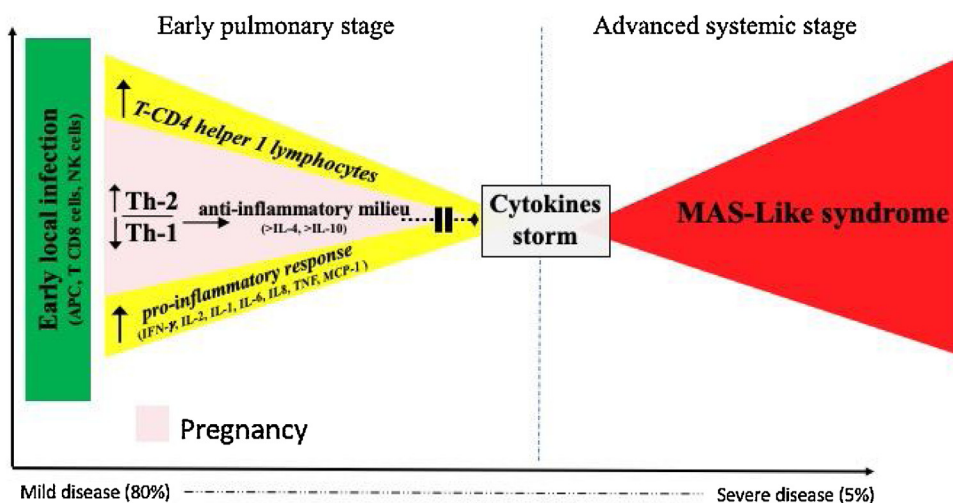 Early pulmonary stage
Advanced systemic stage
Early local infection
(APC, T CD8 cells, NK cells)
↑ T-CD4 helper 1 lymphocytes
↑ Th-2
↓ Th-1
anti-inflammatory milieu
(>IL-4, >IL-10)
↑ pro-inflammatory response
(IFN-γ, IL-2, IL-1, IL-6, IL8, TNF, MCP-1)
Cytokines
storm
MAS-Like syndrome
Pregnancy
Mild disease (80%)
Severe disease (5%)